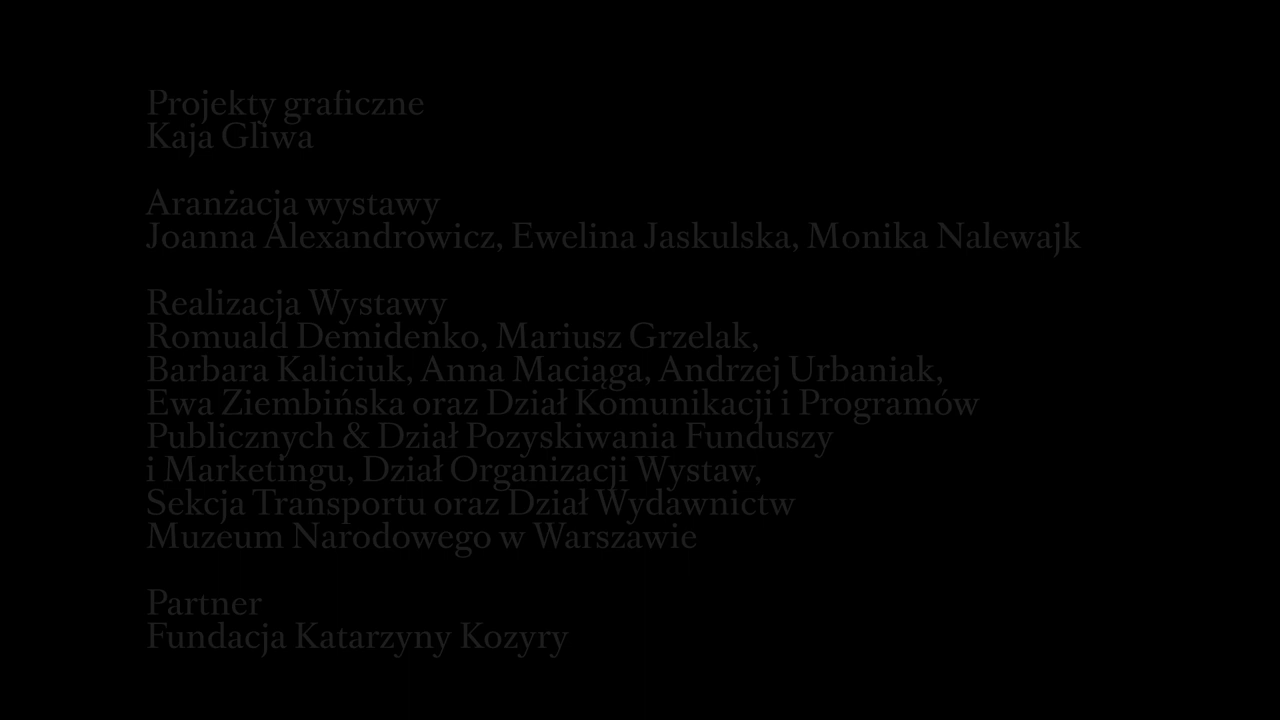 Projekty graficzne
Kaja Gliwa
Aranżacja wystawy
Joanna Alexandrowicz, Ewelina Jaskulska, Monika Nalewajk
Realizacja Wystawy
Romuald Demidenko, Mariusz Grzelak,
Barbara Kaliciuk, Anna Maciąga, Andrzej Urbaniak,
Ewa Ziembińska oraz Dział Komunikacji i Programów
Publicznych & Dział Pozyskiwania Funduszy
i Marketingu, Dział Organizacji Wystaw,
Sekcja Transportu oraz Dział Wydawnictw
Muzeum Narodowego w Warszawie
Partner
Fundacja Katarzyny Kozyry